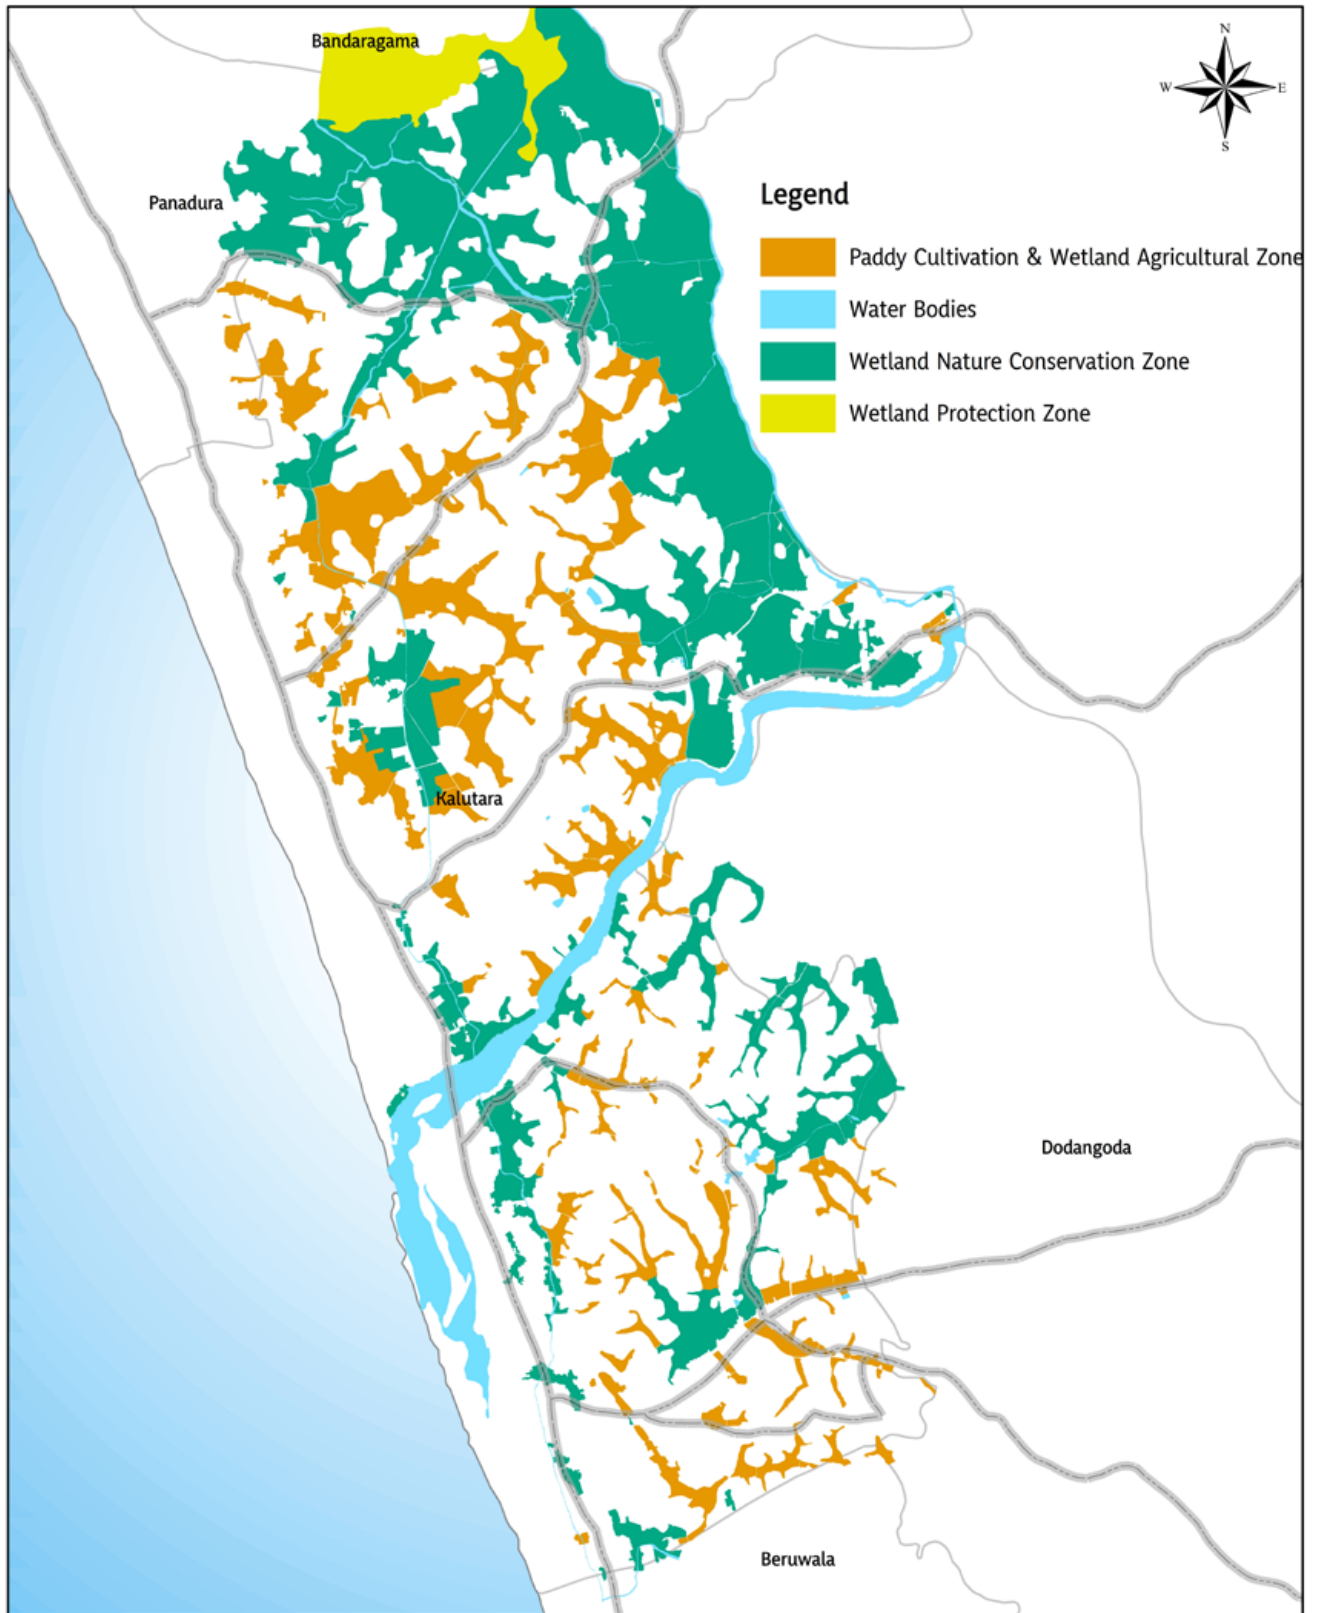 Bandaragama
N
W
E
S
Panadura
Legend
Paddy Cultivation & Wetland Agricultural Zone
Water Bodies
Wetland Nature Conservation Zone
Wetland Protection Zone
Kalutara
Dodangoda
Beruwala